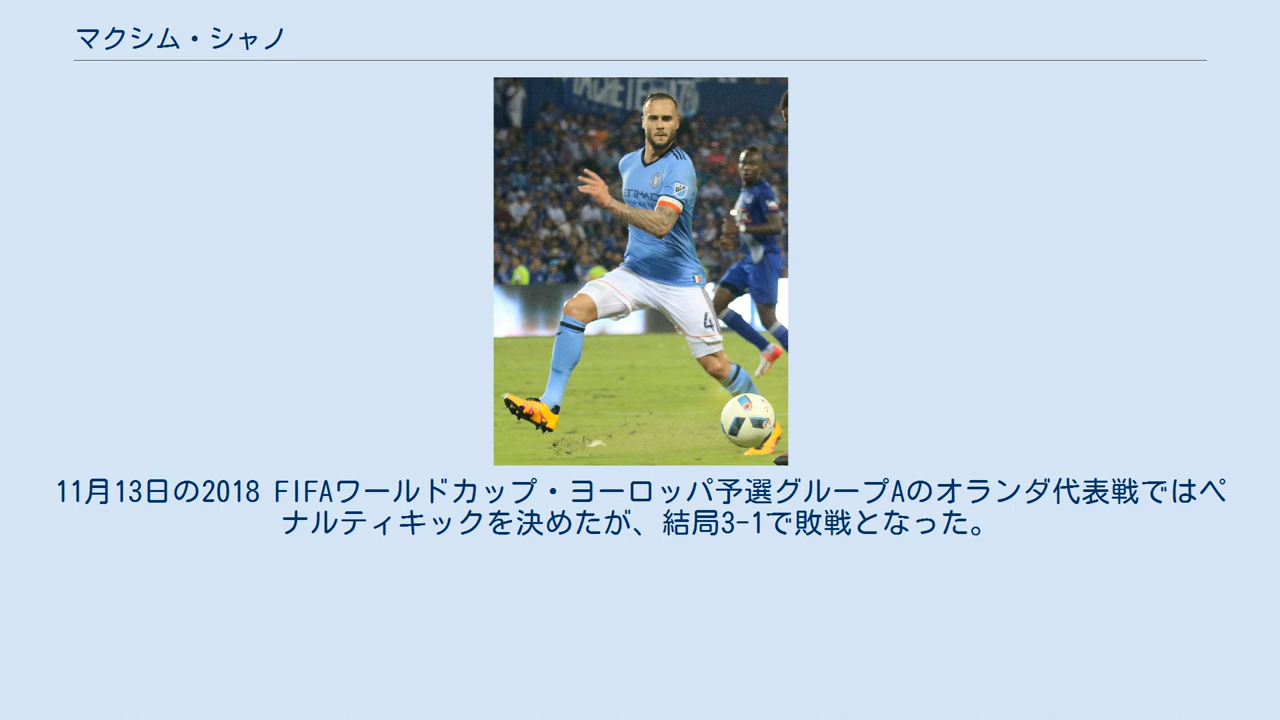 マクシム・シャノ
ETIHAD
4
11月13日の2018 FIFAワールドカップ・ヨーロッパ予選グループAのオランダ代表戦ではペ
ナルティキックを決めたが、結局3-1で敗戦となった。